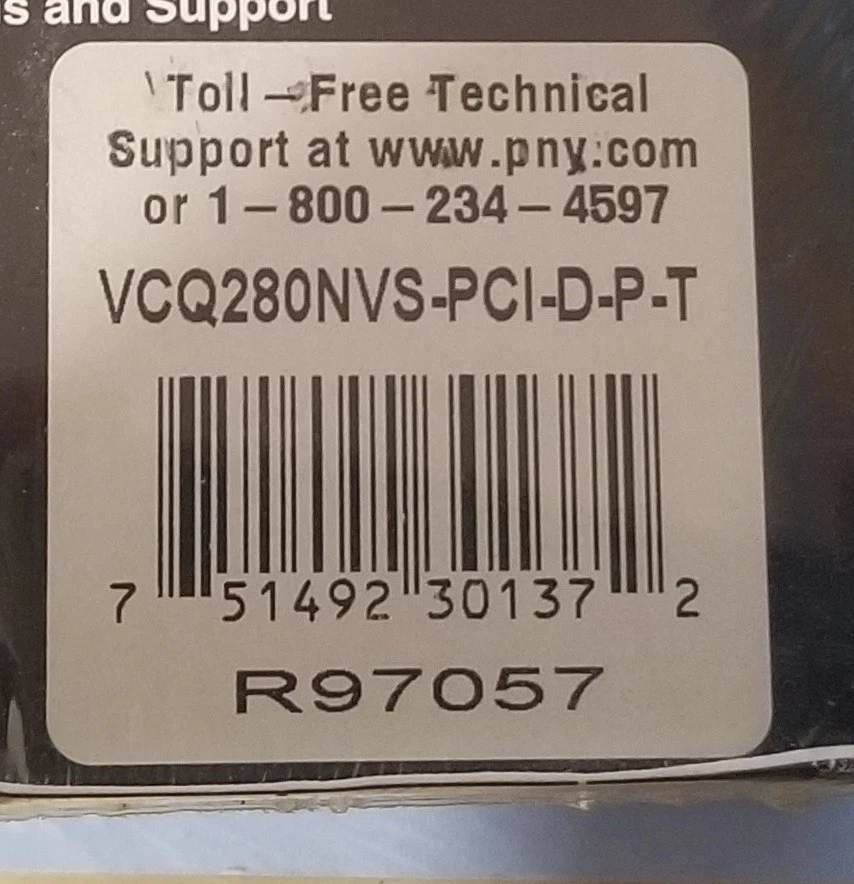 and Support
Toll – Free Technical
Support at www.pny.com
or 1 – 800 – 234 – 4597
VCQ280NVS-PCI-D-P-T
7 51492 30137 2
R97057